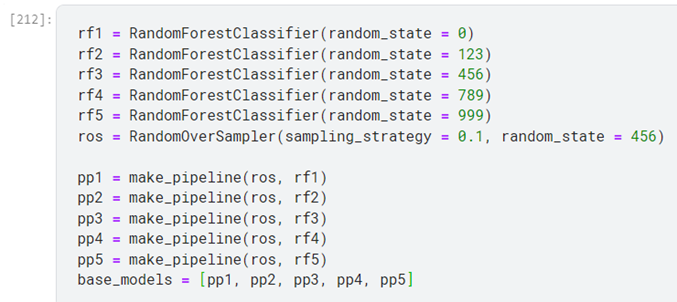 [212]:
rf1 = RandomForestClassifier(random_state = 0)
rf2 = RandomForestClassifier(random_state = 123)
rf3 = RandomForestClassifier(random_state = 456)
rf4 = RandomForestClassifier(random_state = 789)
rf5 = RandomForestClassifier(random_state = 999)
ros = RandomOverSampler(sampling_strategy = 0.1, random_state = 456)
pp1 = make_pipeline(ros, rf1)
pp2 = make_pipeline(ros, rf2)
pp3 = make_pipeline(ros, rf3)
pp4 = make_pipeline(ros, rf4)
pp5 = make_pipeline(ros, rf5)
base_models = [pp1, pp2, pp3, pp4, pp5]